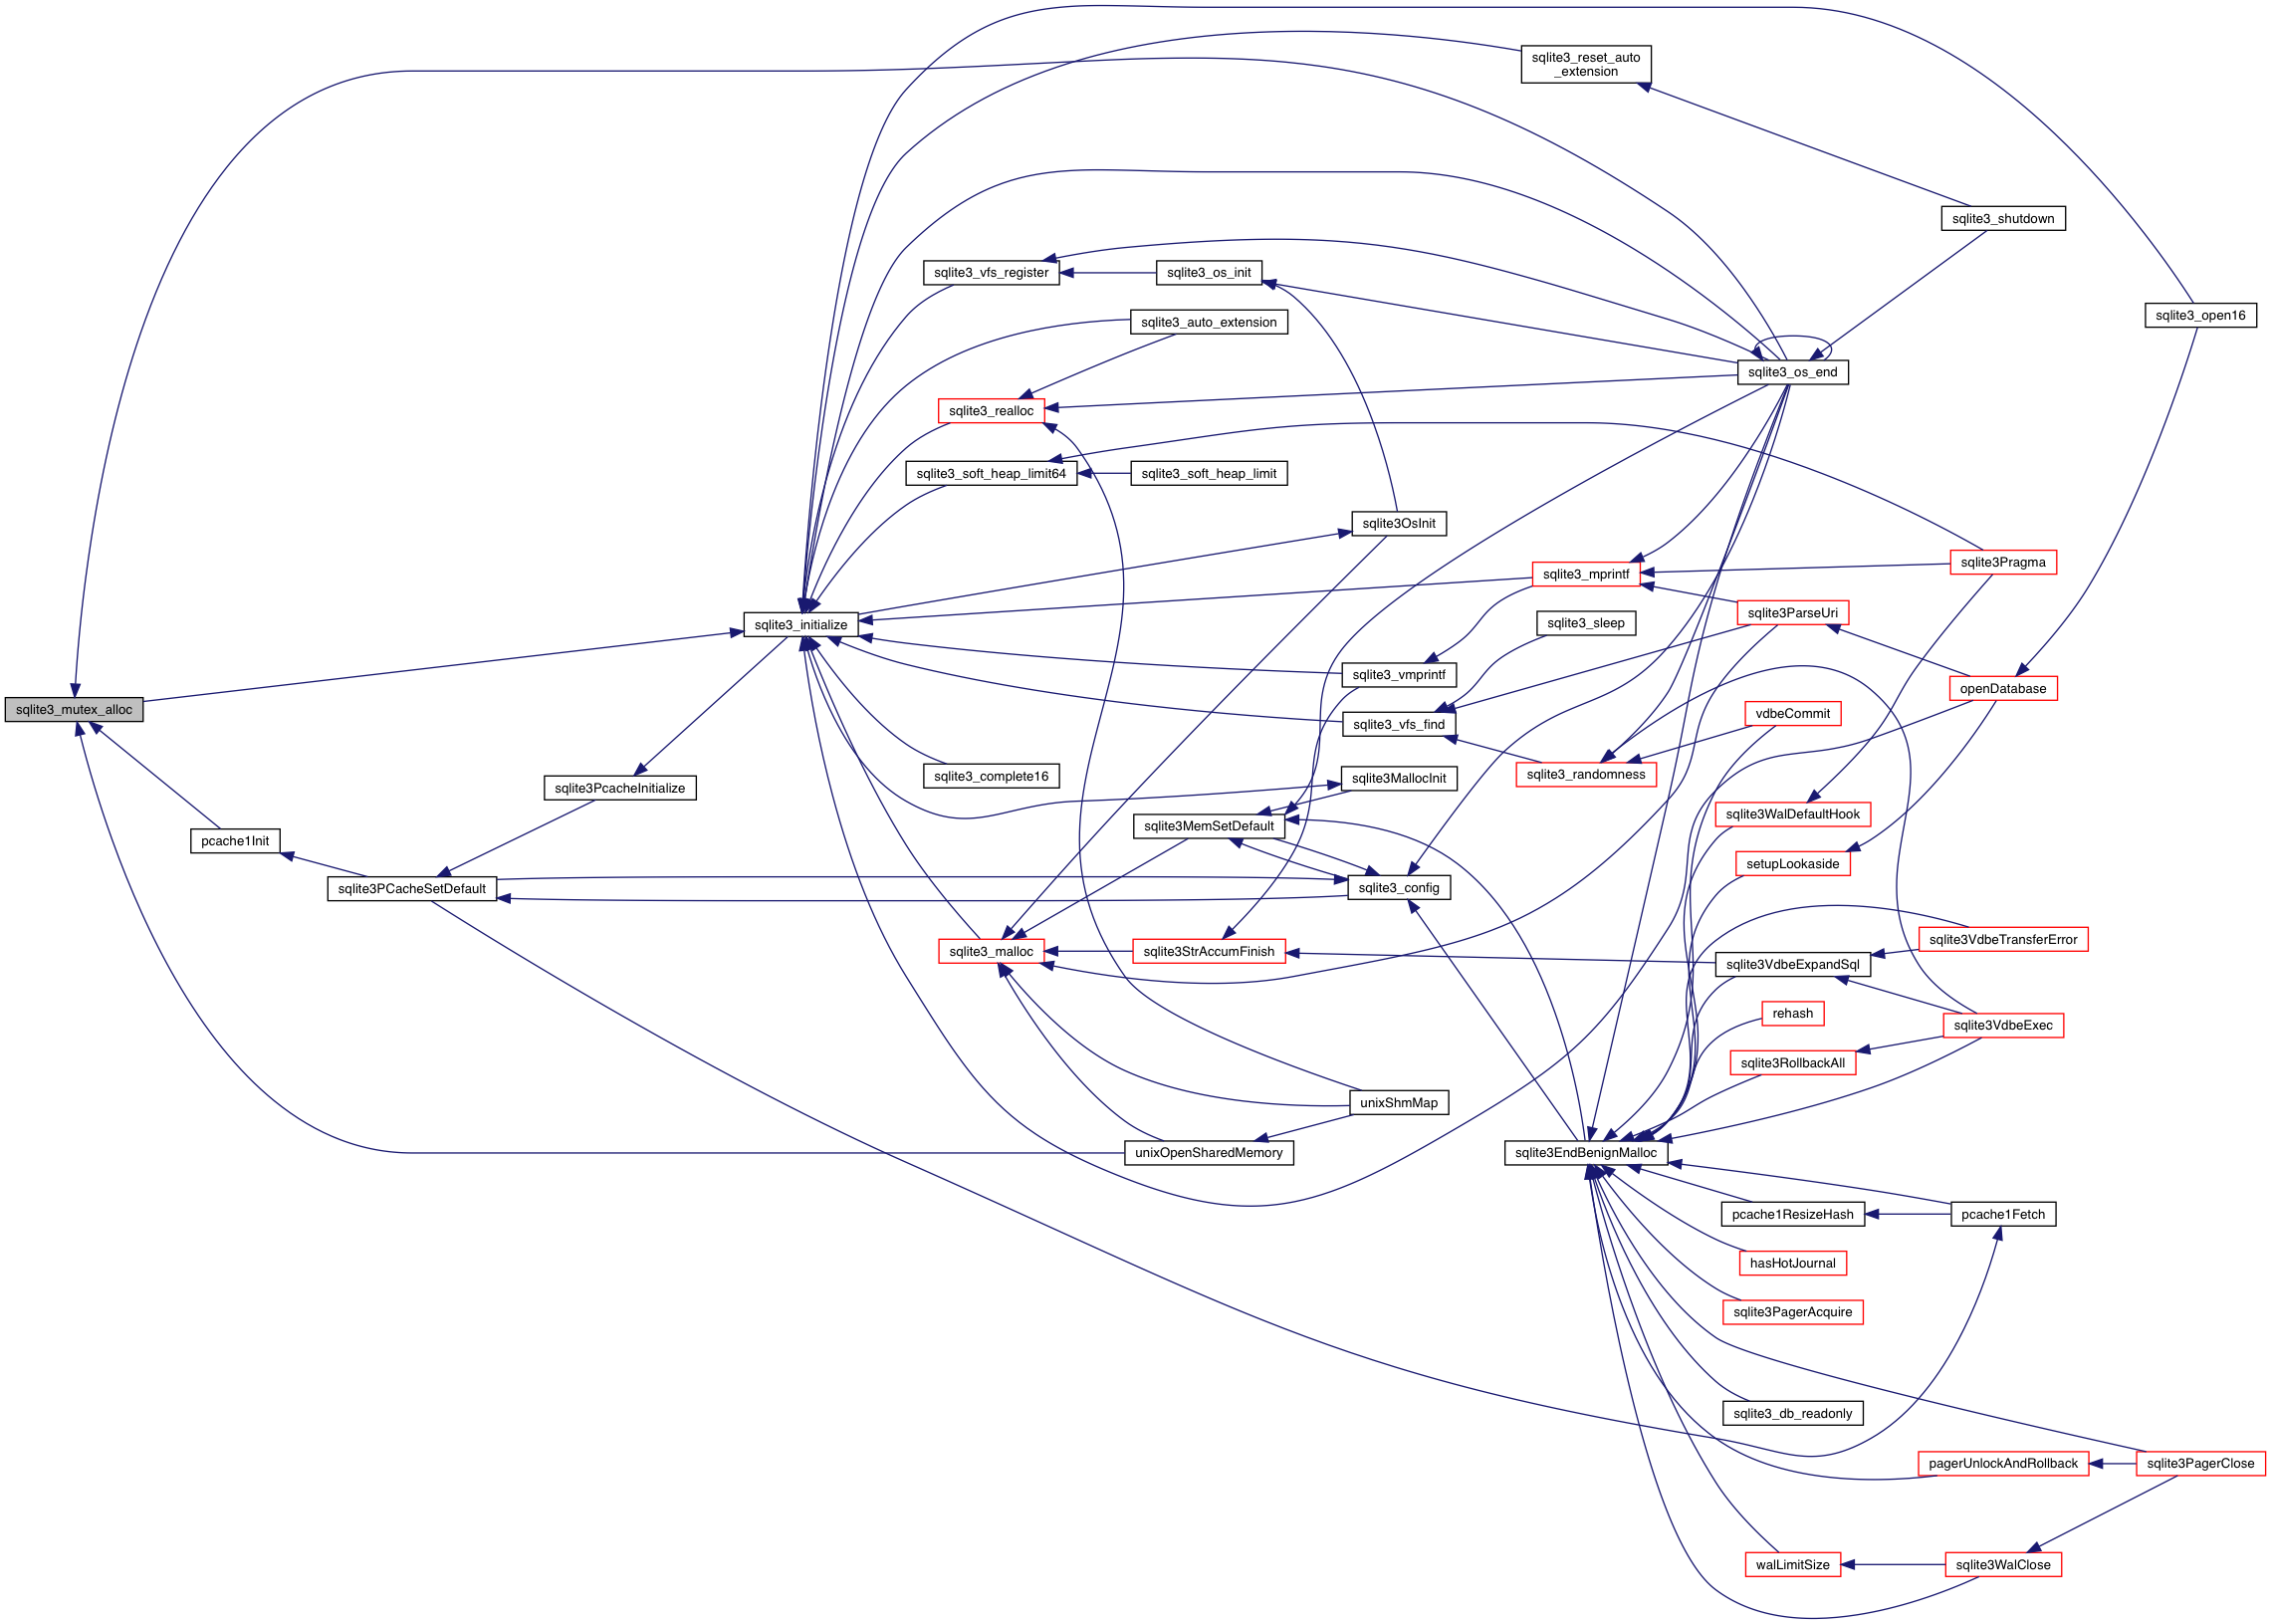 sqlite3_reset_auto
_extension
sqlite3_shutdown
sqlite3_vfs_register
sqlite3_os_init
sqlite3_open16
sqlite3_auto_extension
sqlite3_os_end
sqlite3_realloc
sqlite3_soft_heap_limit64
sqlite3_soft_heap_limit
sqlite3OsInit
sqlite3_mprintf
sqlite3Pragma
sqlite3ParseUri
sqlite3_initialize
sqlite3_sleep
sqlite3_vmprintf
openDatabase
sqlite3_mutex_alloc
sqlite3_vfs_find
vdbeCommit
sqlite3_complete16
sqlite3_randomness
sqlite3MallocInit
sqlite3PcacheInitialize
sqlite3WalDefaultHook
sqlite3MemSetDefault
pcache1Init
setupLookaside
sqlite3PCacheSetDefault
sqlite3_config
sqlite3VdbeTransferError
sqlite3_malloc
sqlite3StrAccumFinish
sqlite3VdbeExpandSql
rehash
sqlite3VdbeExec
sqlite3RollbackAll
unixShmMap
unixOpenSharedMemory
sqlite3EndBenignMalloc
pcache1ResizeHash
pcache1Fetch
hasHotJournal
sqlite3PagerAcquire
sqlite3_db_readonly
pagerUnlockAndRollback
sqlite3PagerClose
walLimitSize
sqlite3WalClose